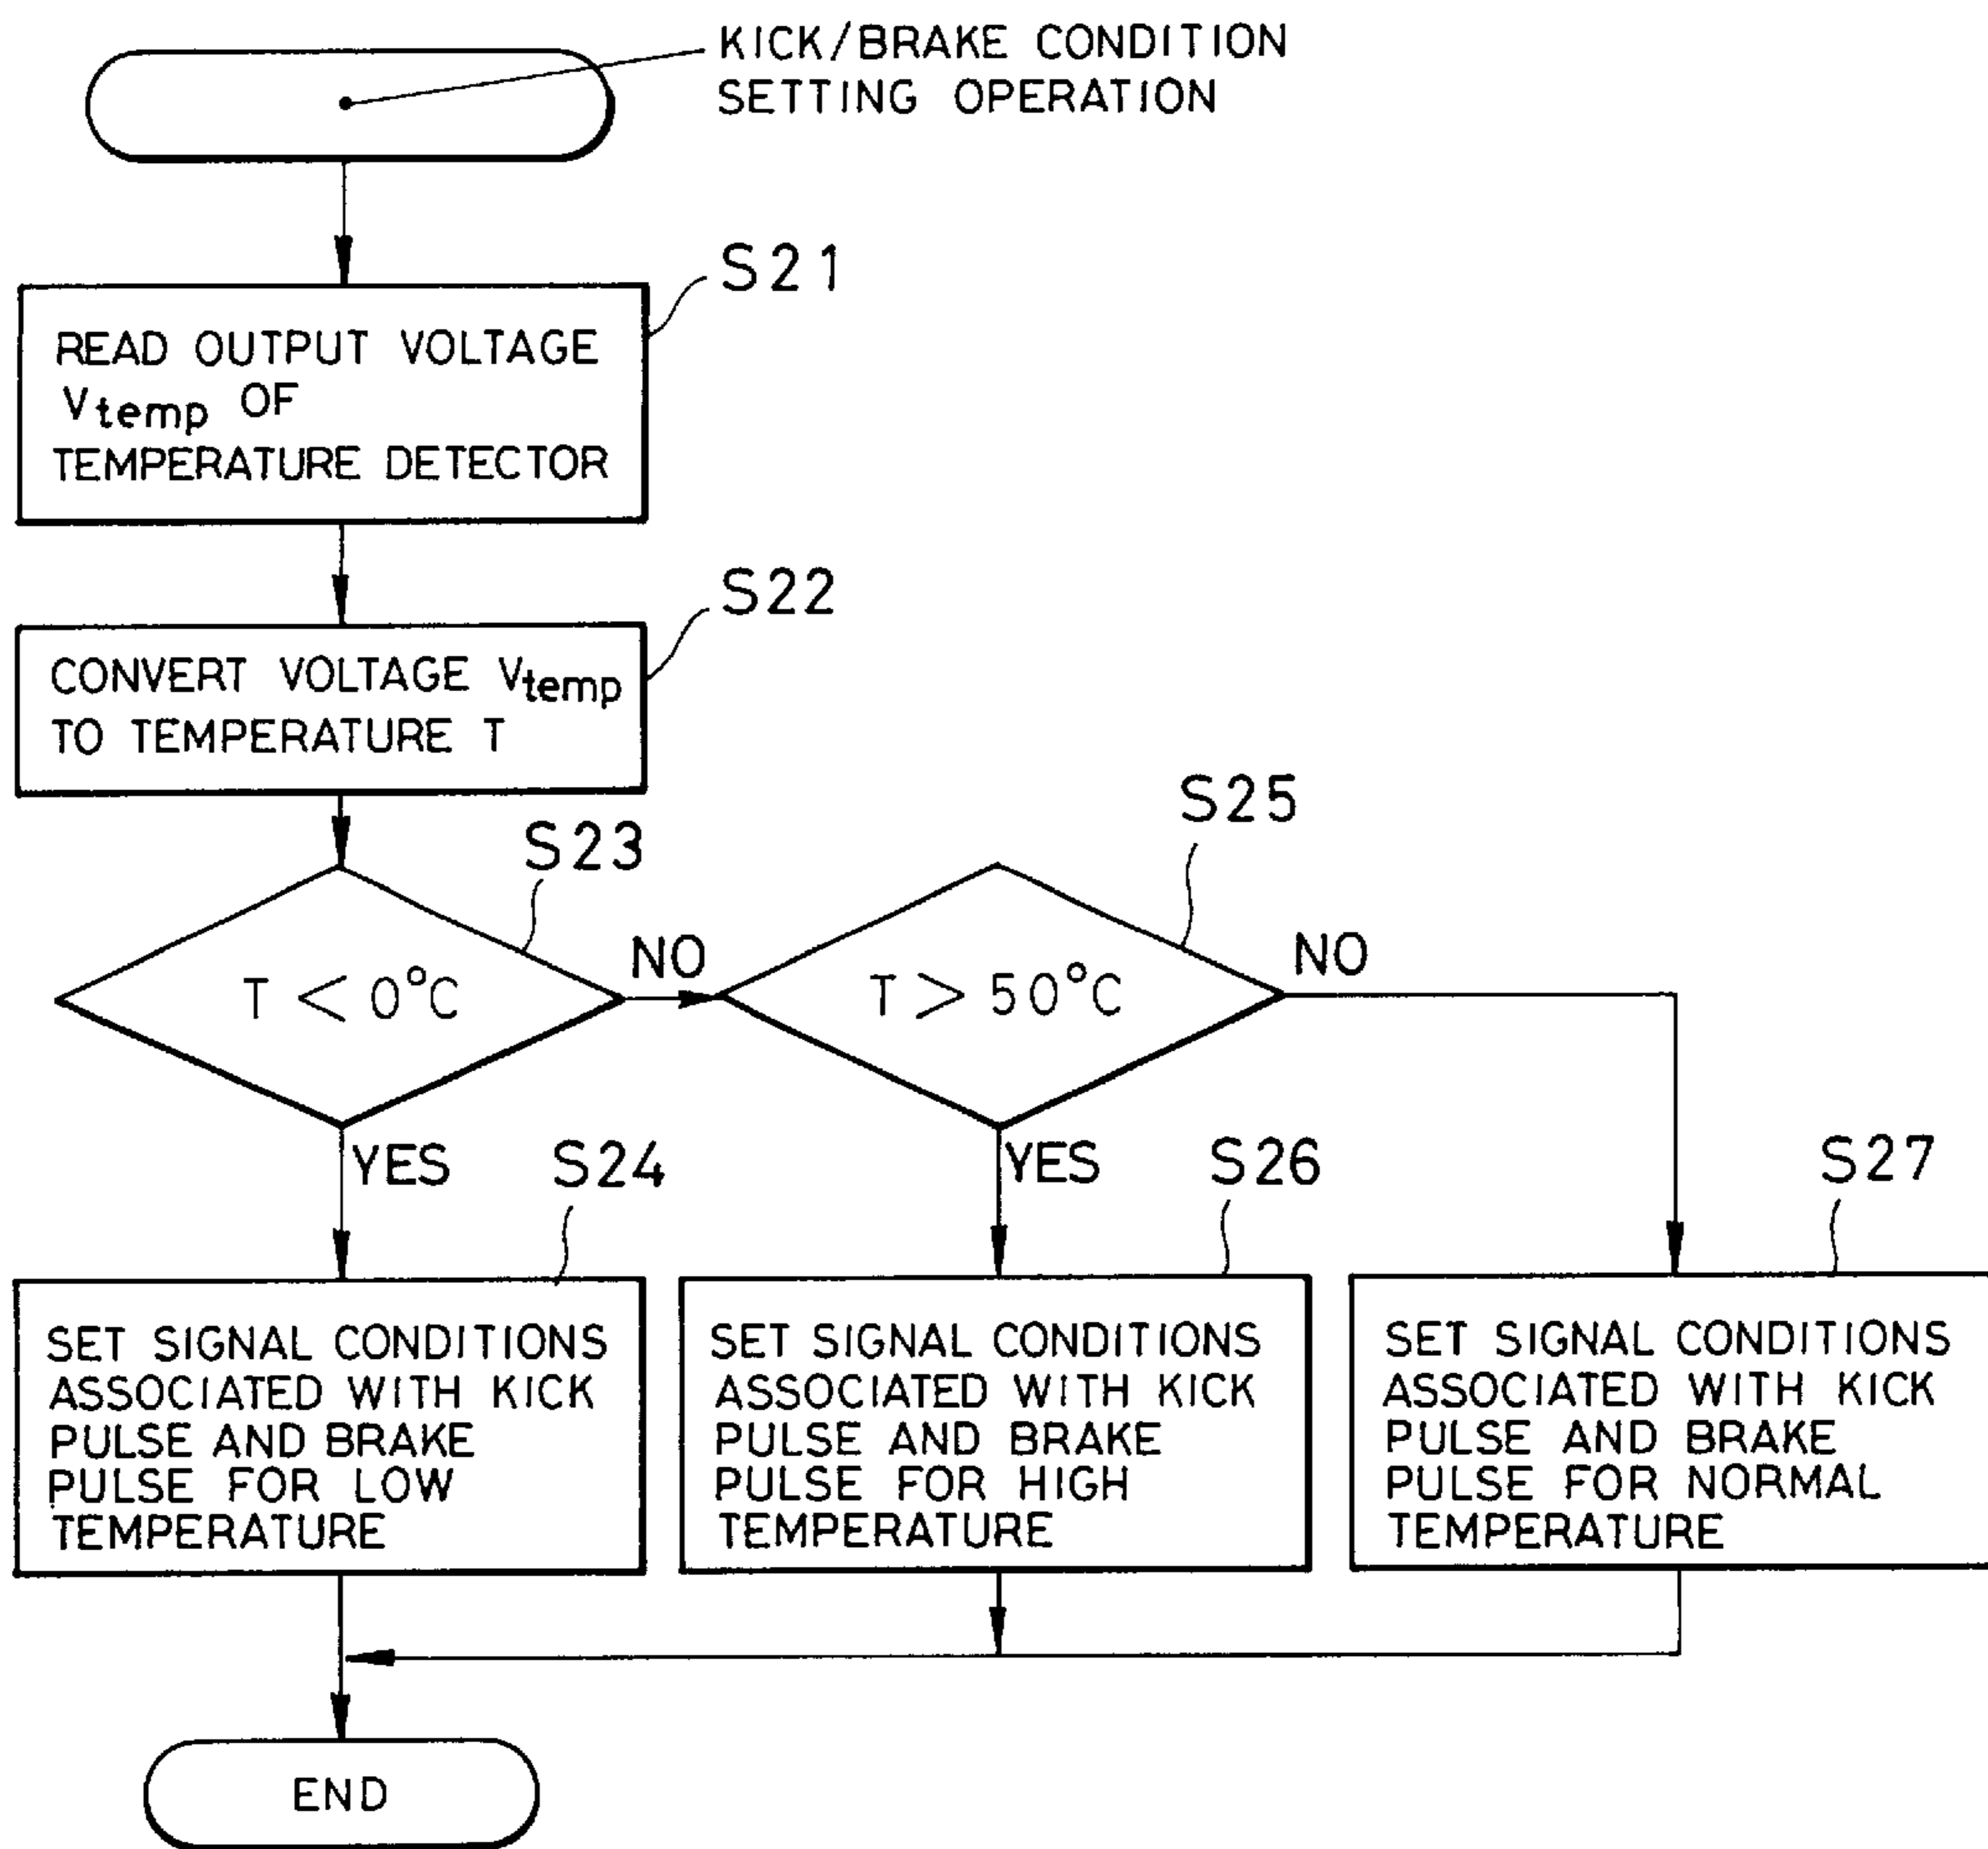 KICK/BRAKE CONDITION
SETTING OPERATION
S21
READ OUTPUT VOLTAGE
Vtemp OF
TEMPERATURE DETECTOR
S22
CONVERT VOLTAGE Vtemp
TO TEMPERATURE T
S23
T < 0°C
NO
YES
S25
T > 50°C
NO
YES
S24
SET SIGNAL CONDITIONS
ASSOCIATED WITH KICK
PULSE AND BRAKE
PULSE FOR LOW
TEMPERATURE
S26
SET SIGNAL CONDITIONS
ASSOCIATED WITH KICK
PULSE AND BRAKE
PULSE FOR HIGH
TEMPERATURE
S27
SET SIGNAL CONDITIONS
ASSOCIATED WITH KICK
PULSE AND BRAKE
PULSE FOR NORMAL
TEMPERATURE
END